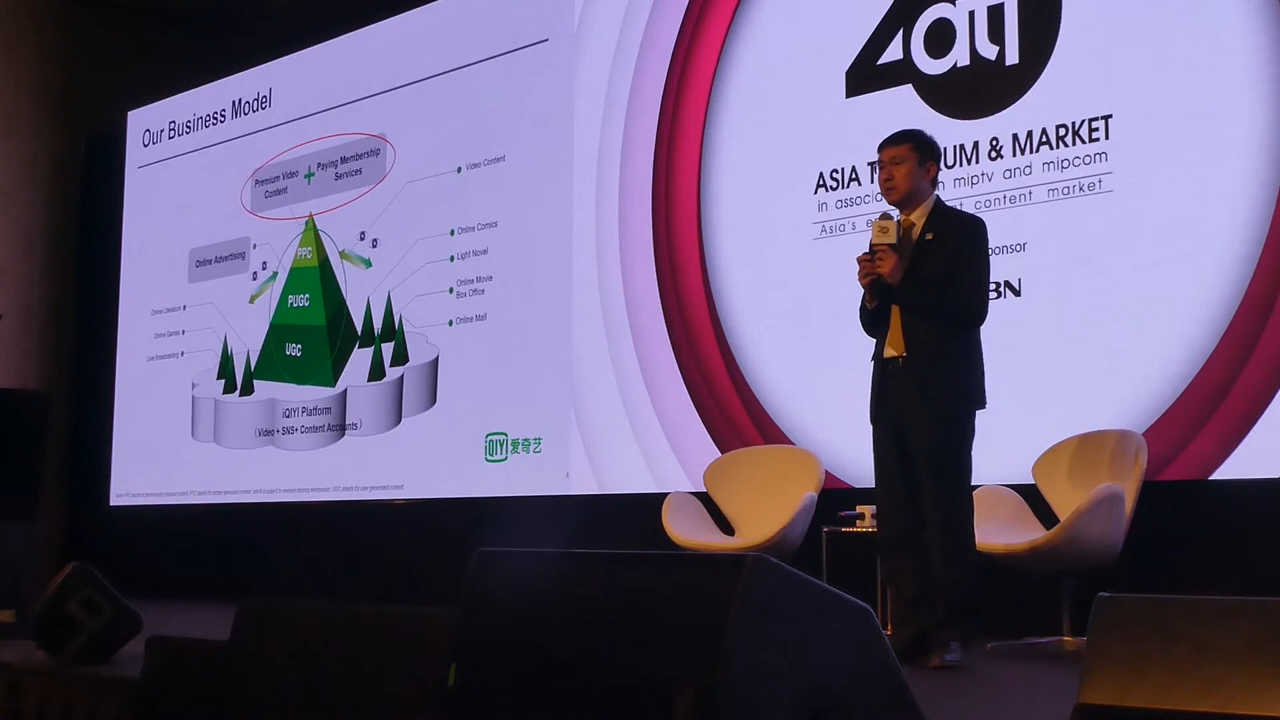 Our Business Model
Premium Video
Content
+
Paying Membership
Services
Video Content
Online Advertising
PPC
PUGC
UGC
Online Comics
Light Novel
Online Movie
Box Office
Online Mall
Online Literature
Online Games
Live Broadcasting
iQIYI Platform
(Video + SNS+ Content Accounts)
iQIYI 爱奇艺
atf
ASIA T UM & MARKET
in associa n miptv and mipcom
Asia's e nt content market
ponsor
BN